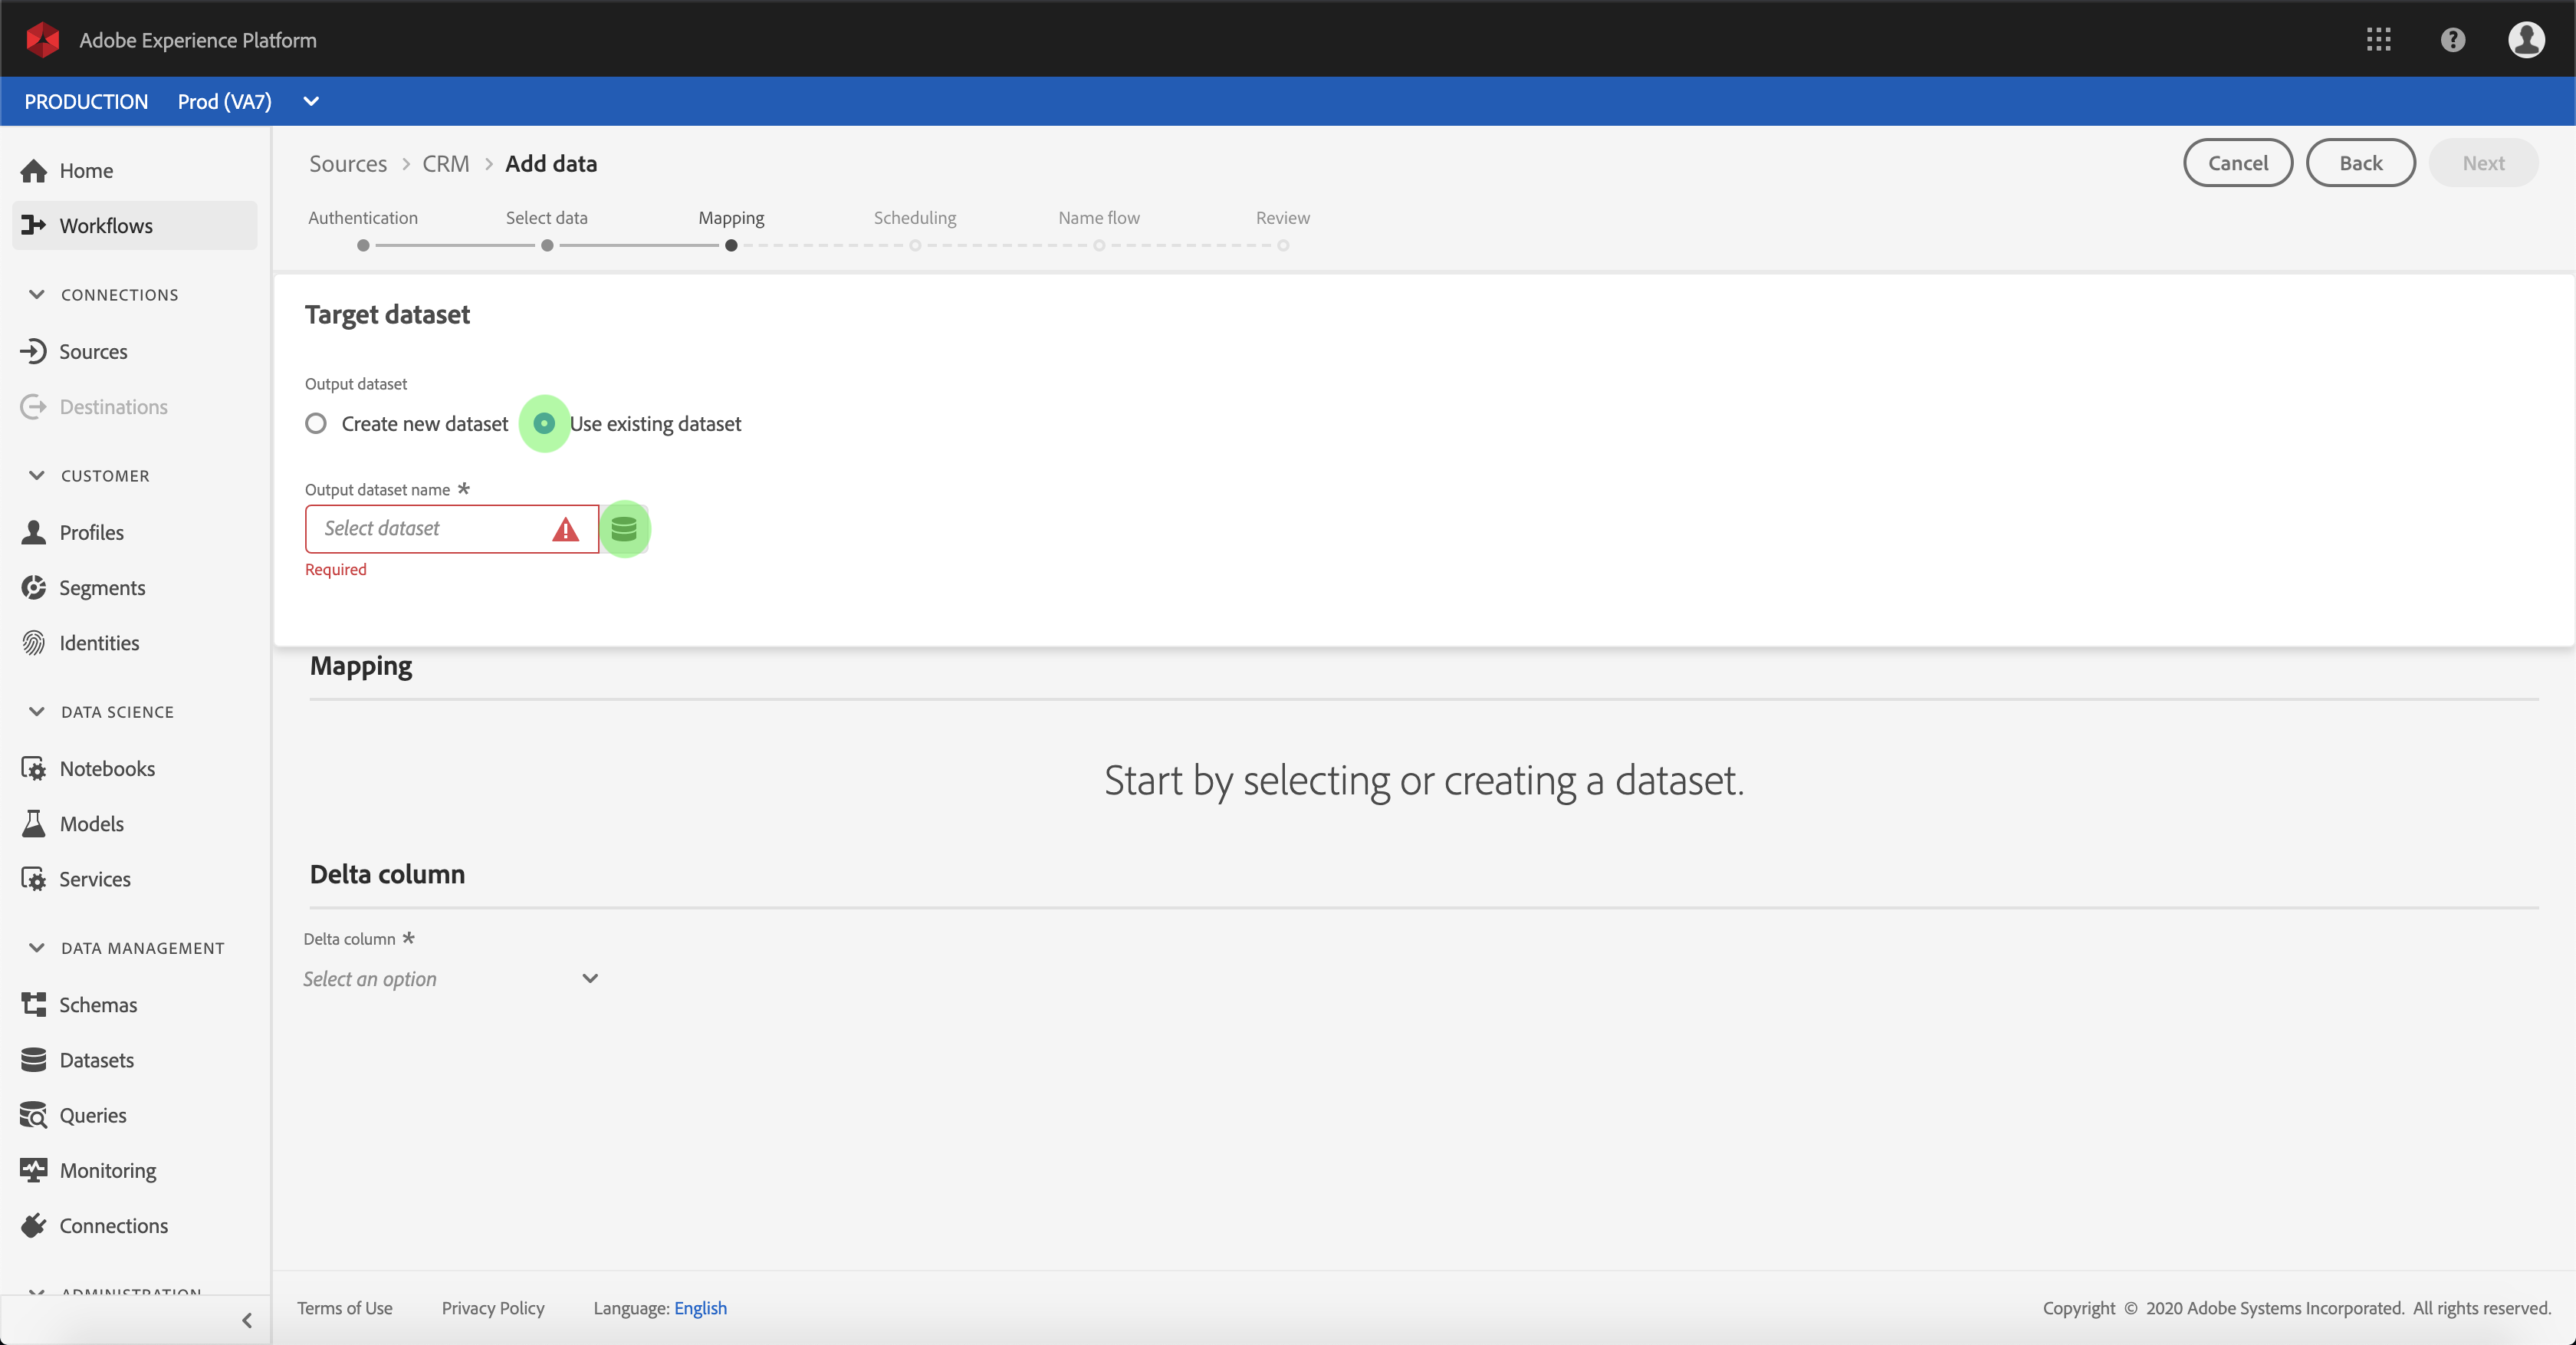 Adobe Experience Platform
PRODUCTION Prod (VA7)
Home
Workflows
CONNECTIONS
Sources
Destinations
CUSTOMER
Profiles
Segments
Identities
DATA SCIENCE
Notebooks
Models
Services
DATA MANAGEMENT
Schemas
Datasets
Queries
Monitoring
Connections
ADMINISTRATION
Sources > CRM > Add data
Cancel Back Next
Authentication Select data Mapping Scheduling Name flow Review
Target dataset
Output dataset
Create new dataset Use existing dataset
Output dataset name *
Select dataset
Required
Mapping
Start by selecting or creating a dataset.
Delta column
Delta column *
Select an option
Terms of Use Privacy Policy Language: English
Copyright © 2020 Adobe Systems Incorporated. All rights reserved.